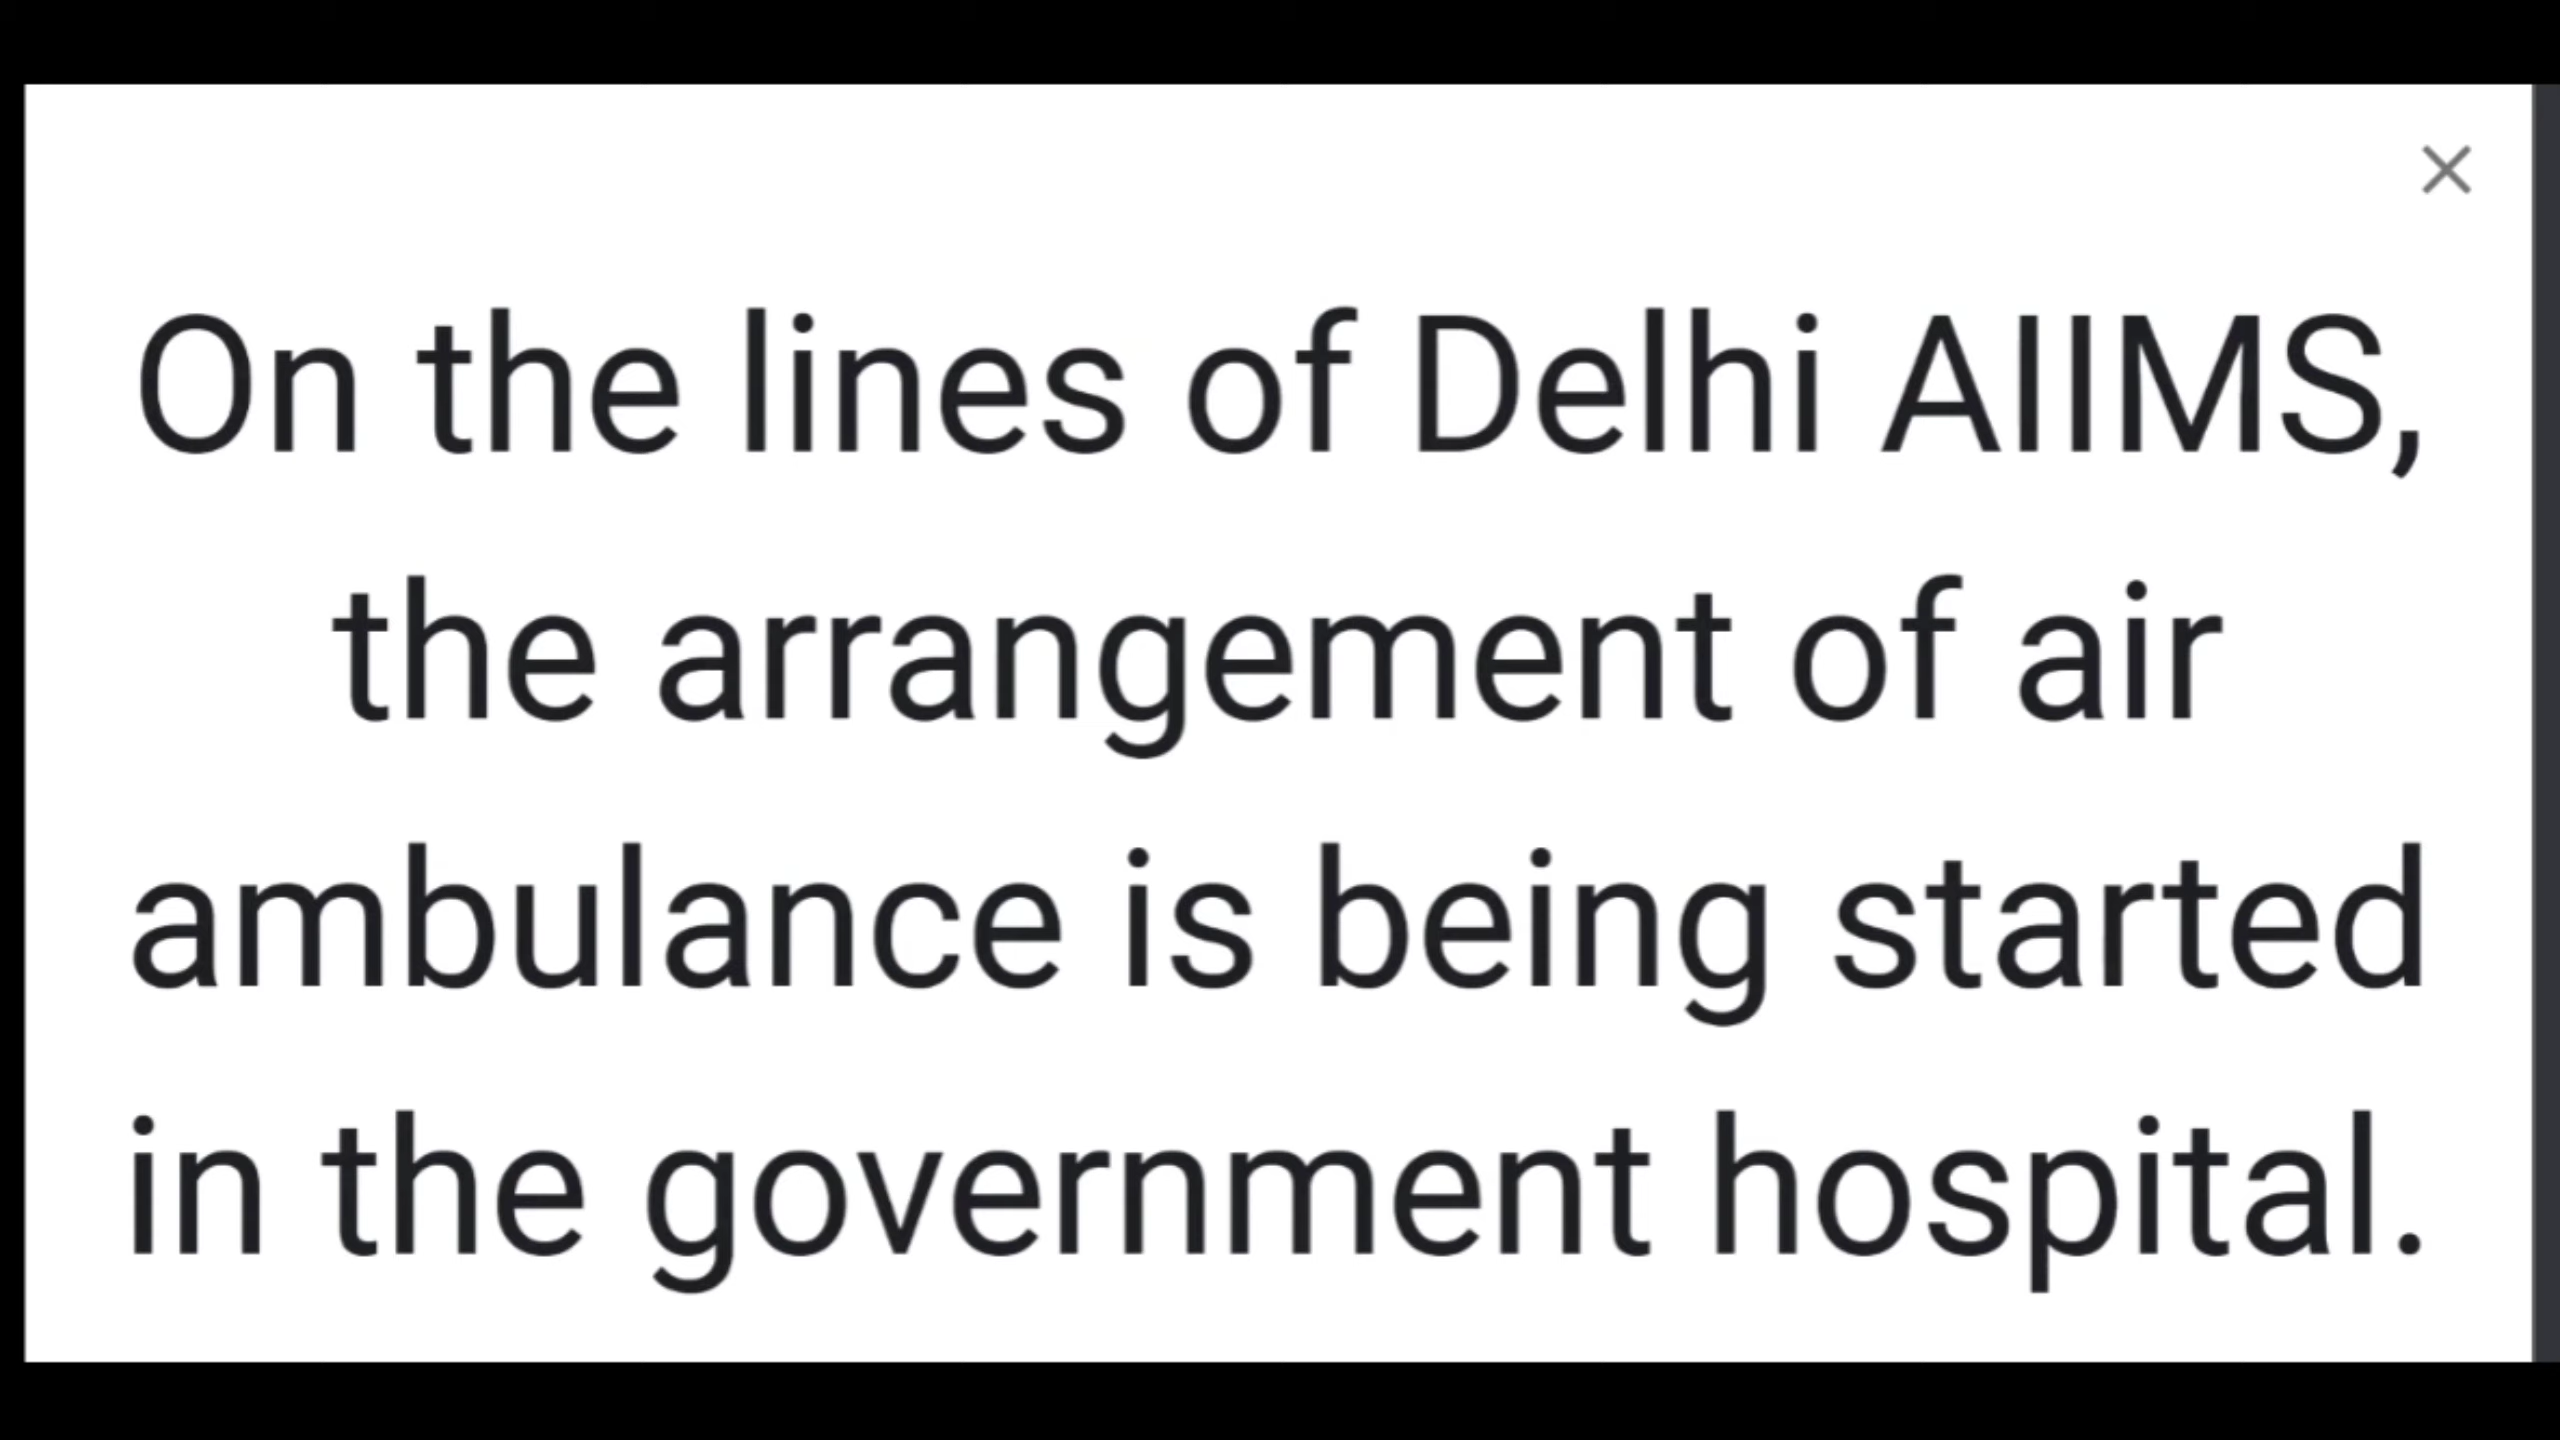 On the lines of Delhi AIIMS,
the arrangement of air
ambulance is being started
in the government hospital.